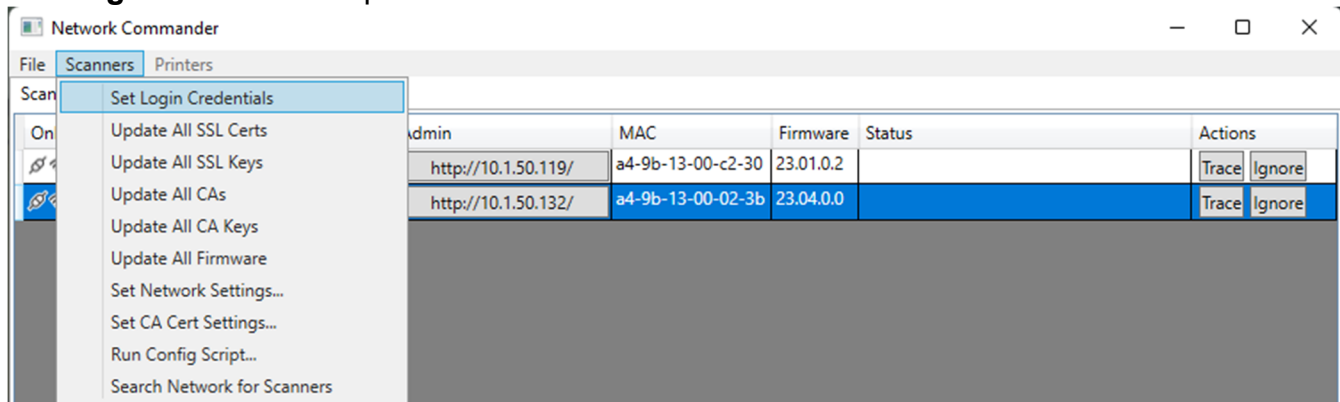 Network Commander
File Scanners Printers
Scan
Set Login Credentials
On Admin MAC Firmware Status Actions
Update All SSL Certs
Update All SSL Keys
http://10.1.50.119/ a4-9b-13-00-c2-30 23.01.0.2 Trace Ignore
Update All CAs
http://10.1.50.132/ a4-9b-13-00-02-3b 23.04.0.0 Trace Ignore
Update All CA Keys
Update All Firmware
Set Network Settings...
Set CA Cert Settings...
Run Config Script...
Search Network for Scanners